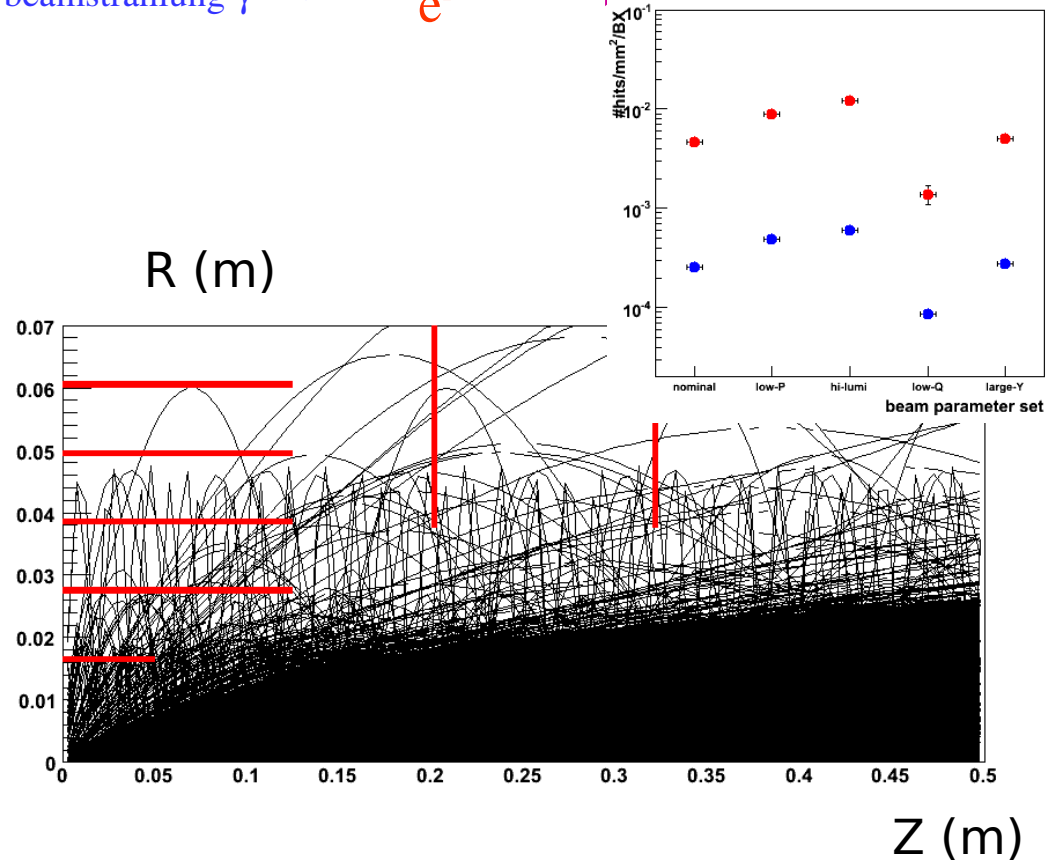 beamstrahlung γ
e
#hits/mm²/BX
10⁻¹
10⁻²
10⁻³
10⁻⁴
nominal low-P hi-lumi low-Q large-Y
beam parameter set
R (m)
0.07
0.06
0.05
0.04
0.03
0.02
0.01
0
0 0.05 0.1 0.15 0.2 0.25 0.3 0.35 0.4 0.45 0.5
Z (m)